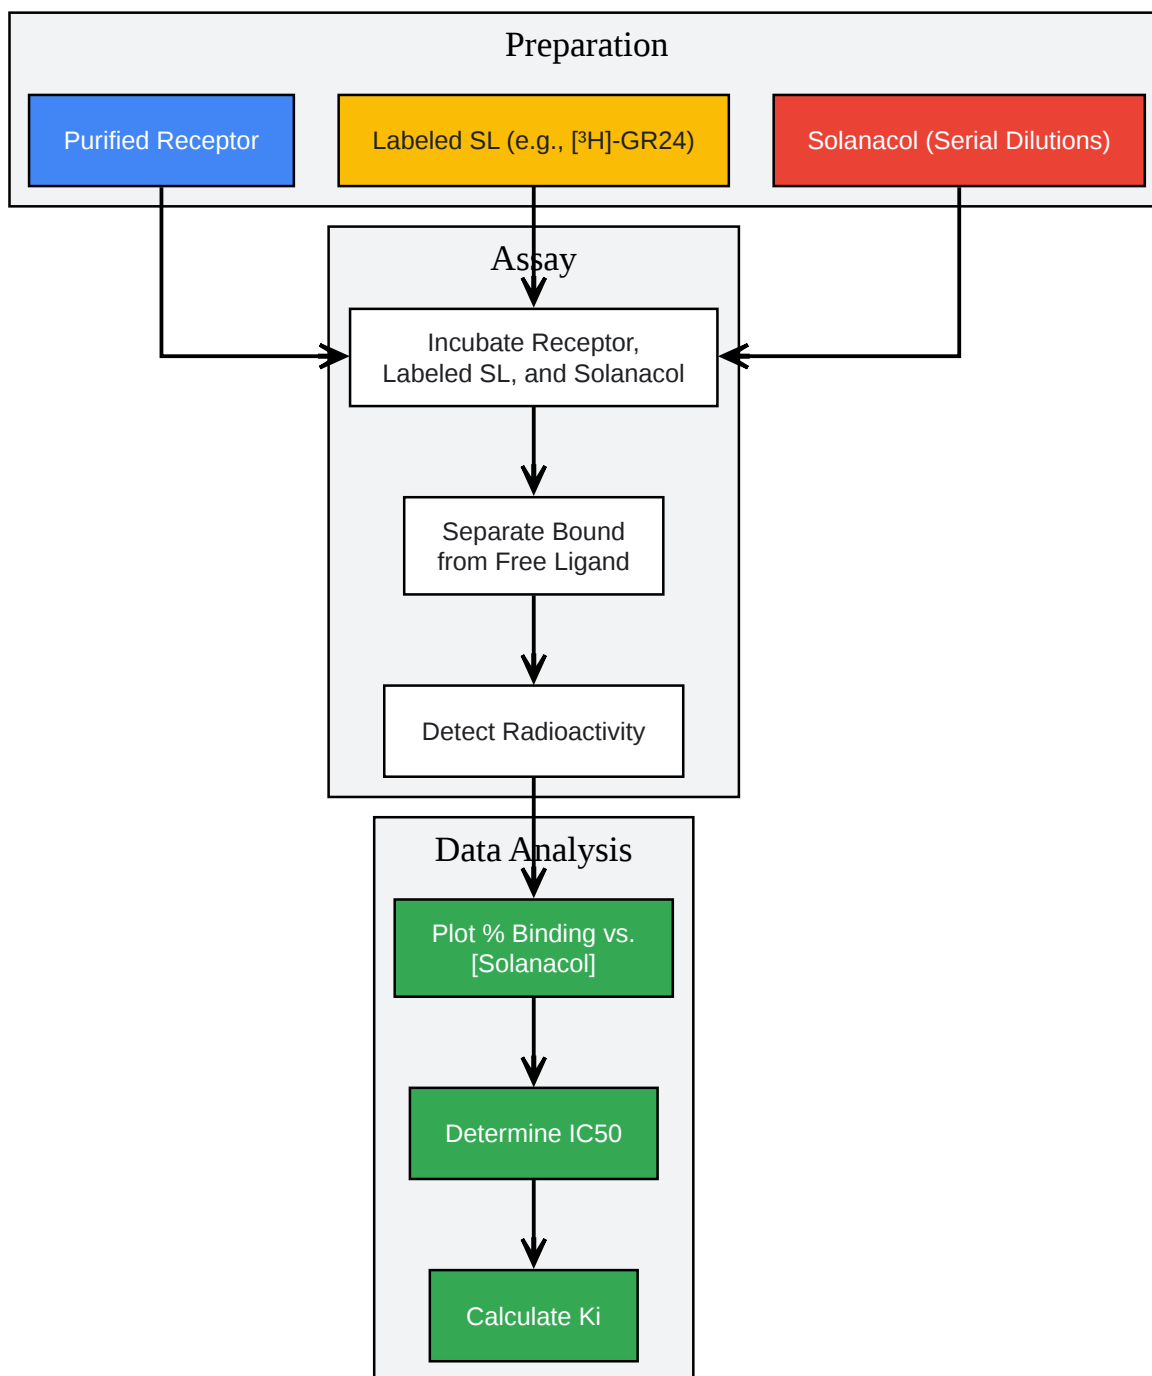 Preparation
Purified Receptor
Labeled SL (e.g., [³H]-GR24)
Solanacol (Serial Dilutions)
Assay
Incubate Receptor,
Labeled SL, and Solanacol
Separate Bound
from Free Ligand
Detect Radioactivity
Data Analysis
Plot % Binding vs.
[Solanacol]
Determine IC50
Calculate Ki